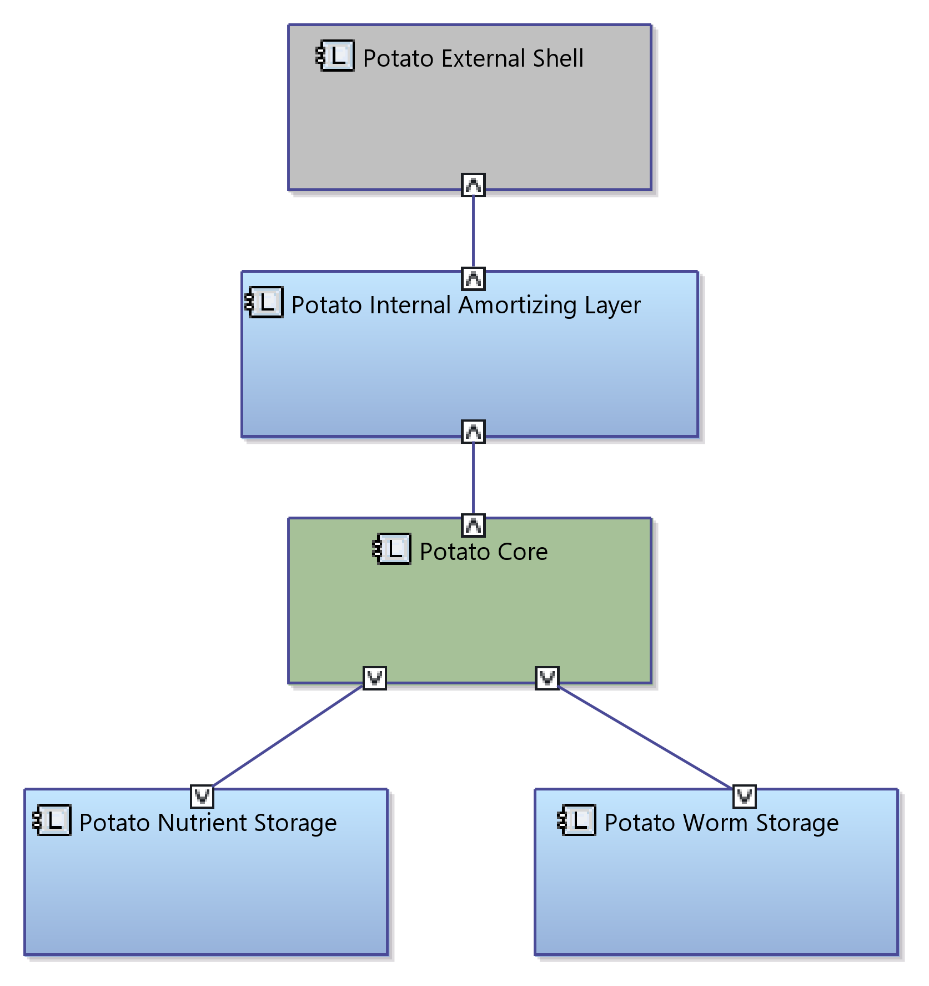 L Potato External Shell
L Potato Internal Amortizing Layer
L Potato Core
L Potato Nutrient Storage
L Potato Worm Storage